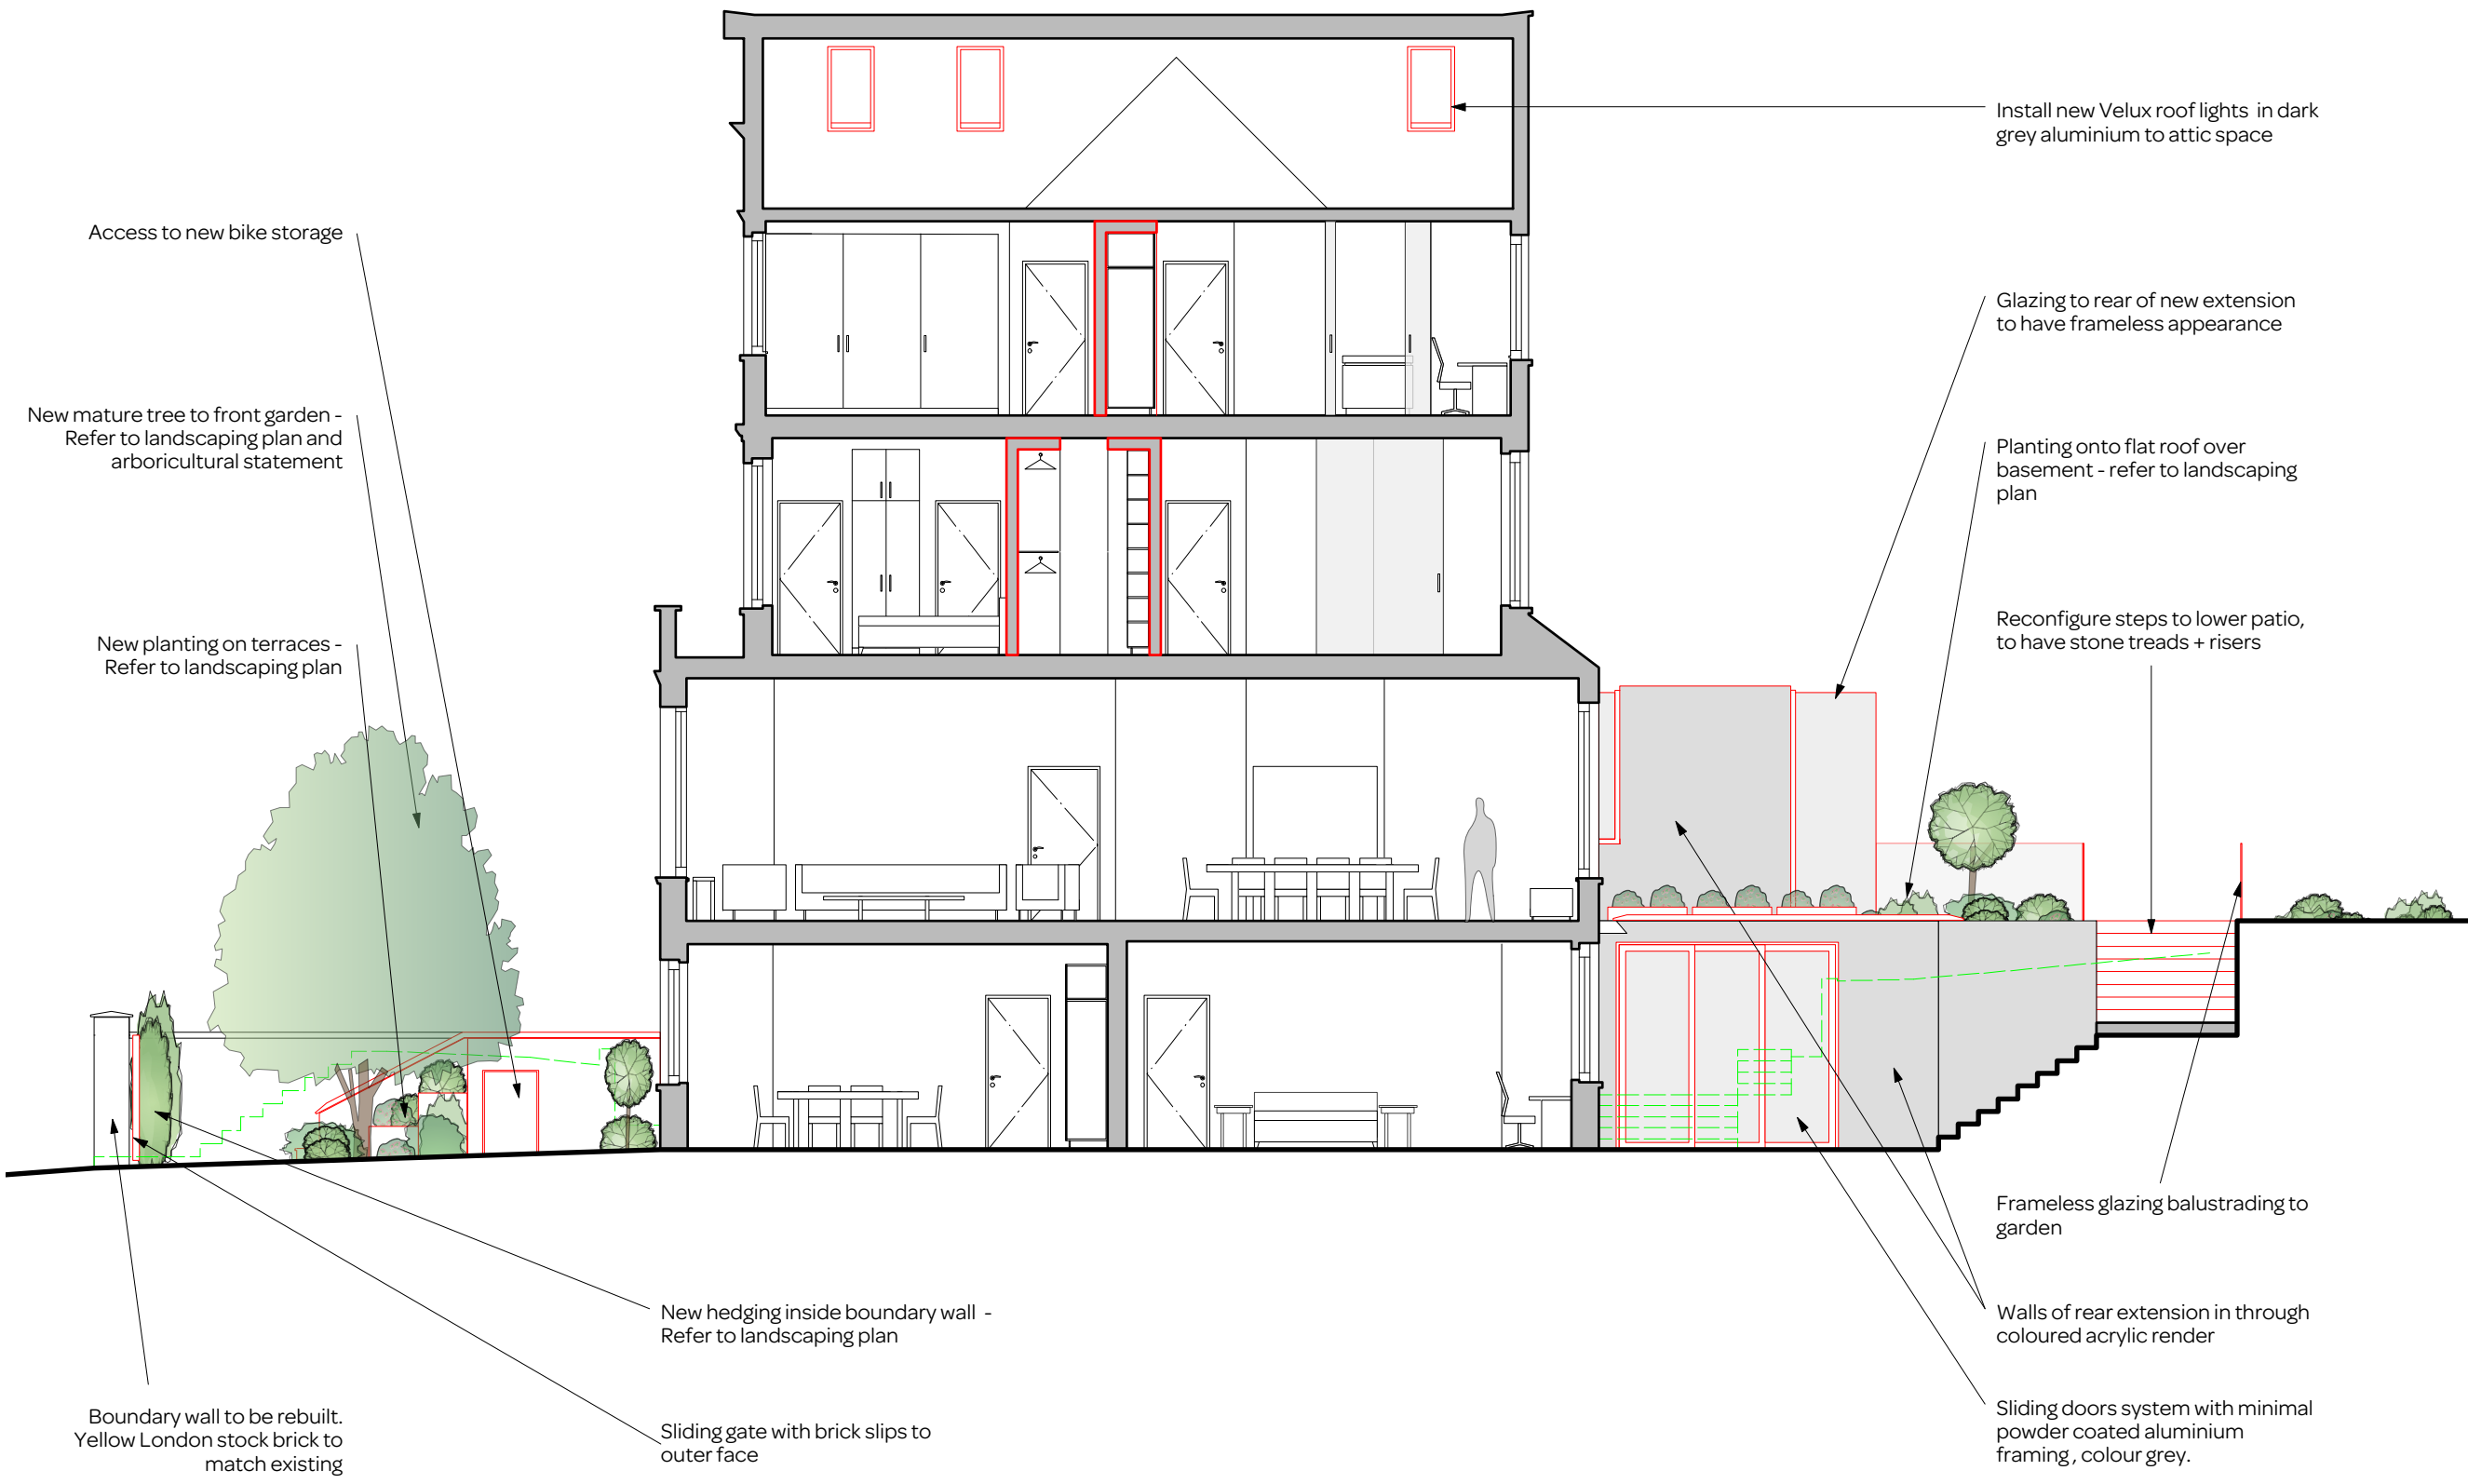 Access to new bike storage
New mature tree to front garden -
Refer to landscaping plan and
arboricultural statement
New planting on terraces -
Refer to landscaping plan
Boundary wall to be rebuilt.
Yellow London stock brick to
match existing
New hedging inside boundary wall -
Refer to landscaping plan
Sliding gate with brick slips to
outer face
Install new Velux roof lights in dark
grey aluminium to attic space
Glazing to rear of new extension
to have frameless appearance
Planting onto flat roof over
basement - refer to landscaping
plan
Reconfigure steps to lower patio,
to have stone treads + risers
Frameless glazing balustrading to
garden
Walls of rear extension in through
coloured acrylic render
Sliding doors system with minimal
powder coated aluminium
framing , colour grey.